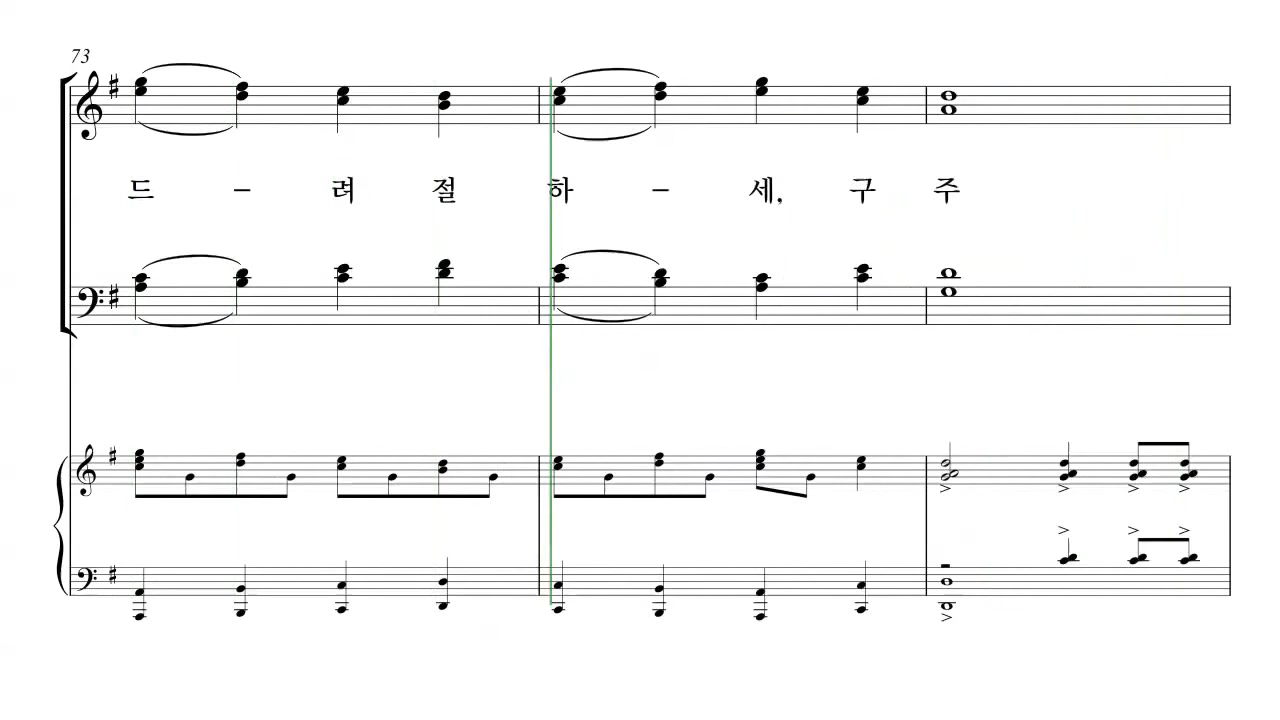 73
드 - 려 절 하 - 세, 구 주